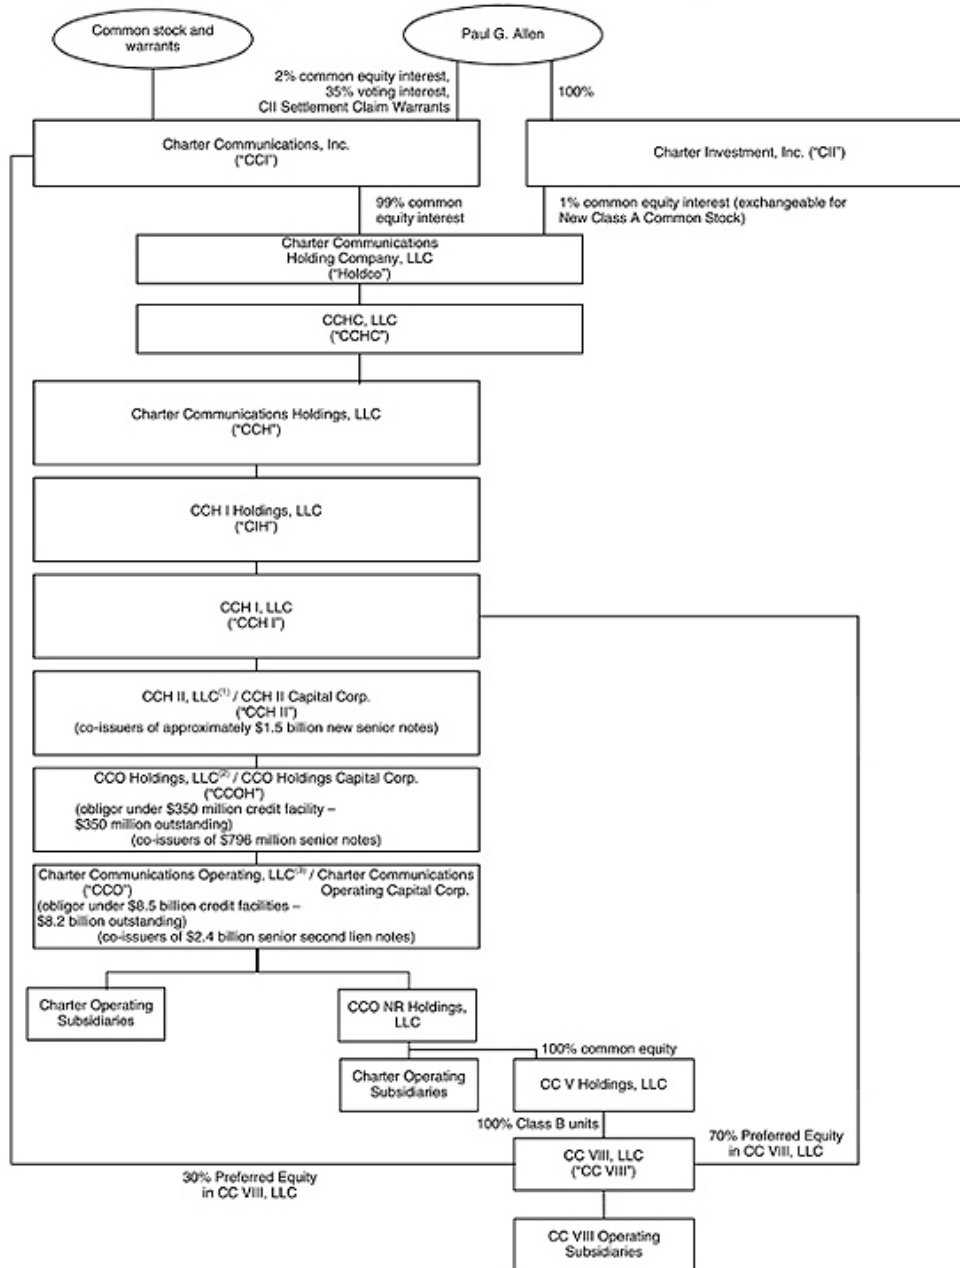 Common stock and
warrants
Paul G. Allen
2% common equity interest,
35% voting interest,
CII Settlement Claim Warrants
100%
Charter Communications, Inc.
("CCI")
Charter Investment, Inc. ("CII")
99% common
equity interest
1% common equity interest (exchangeable for
New Class A Common Stock)
Charter Communications
Holding Company, LLC
("Holdco")
CCHC, LLC
("CCHC")
Charter Communications Holdings, LLC
("CCH")
CCH I Holdings, LLC
("CIH")
CCH I, LLC
("CCH I")
CCH II, LLC(1) / CCH II Capital Corp.
("CCH II")
(co-issuers of approximately $1.5 billion new senior notes)
CCO Holdings, LLC(2) / CCO Holdings Capital Corp.
("CCOH")
(obligor under $350 million credit facility –
$350 million outstanding)
(co-issuers of $796 million senior notes)
Charter Communications Operating, LLC(3) / Charter Communications
("CCO") Operating Capital Corp.
(obligor under $8.5 billion credit facilities –
$8.2 billion outstanding)
(co-issuers of $2.4 billion senior second lien notes)
Charter Operating
Subsidiaries
CCO NR Holdings,
LLC
100% common equity
Charter Operating
Subsidiaries
CC V Holdings, LLC
100% Class B units
70% Preferred Equity
in CC VIII, LLC
CC VIII, LLC
("CC VIII")
30% Preferred Equity
in CC VIII, LLC
CC VIII Operating
Subsidiaries